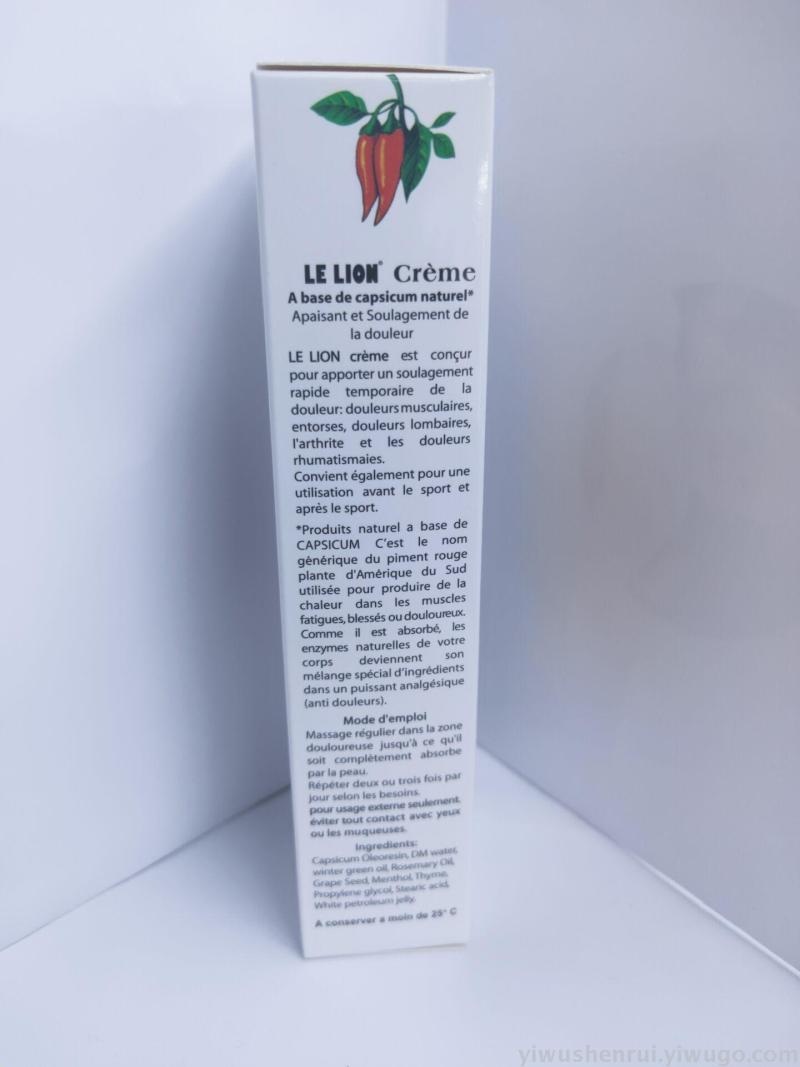 LE LION® Crème
A base de capsicum naturel*
Apaisant et Soulagement de
la douleur
LE LION crème est conçur
pour apporter un soulagement
rapide temporaire de la
douleur: douleurs musculaires,
entorses, douleurs lombaires,
l'arthrite et les douleurs
rhumatismaies.
Convient également pour une
utilisation avant le sport et
après le sport.
*Produits naturel a base de
CAPSICUM C'est le nom
gènérique du piment rouge
plante d'Amérique du Sud
utilisée pour produire de la
chaleur dans les muscles
fatigues, blessés ou douloureux.
Comme il est absorbé, les
enzymes naturelles de votre
corps deviennent son
mélange spécial d'ingrédients
dans un puissant analgésique
(anti douleurs).
Mode d'emploi
Massage régulier dans la zone
douloureuse jusqu'à ce qu'il
soit complètement absorbe
par la peau.
Répéter deux ou trois fois par
jour selon les besoins.
pour usage externe seulement.
éviter tout contact avec yeux
ou les muqueuses.
Ingredients:
Capsicum Oleoresin, DM water,
winter green oil, Rosemary Oil,
Grape Seed, Menthol, Thyme,
Propylene glycol, Stearic acid,
White petroleum jelly.
A conserver a moin de 25° C
yiwushenrui.yiwugo.com